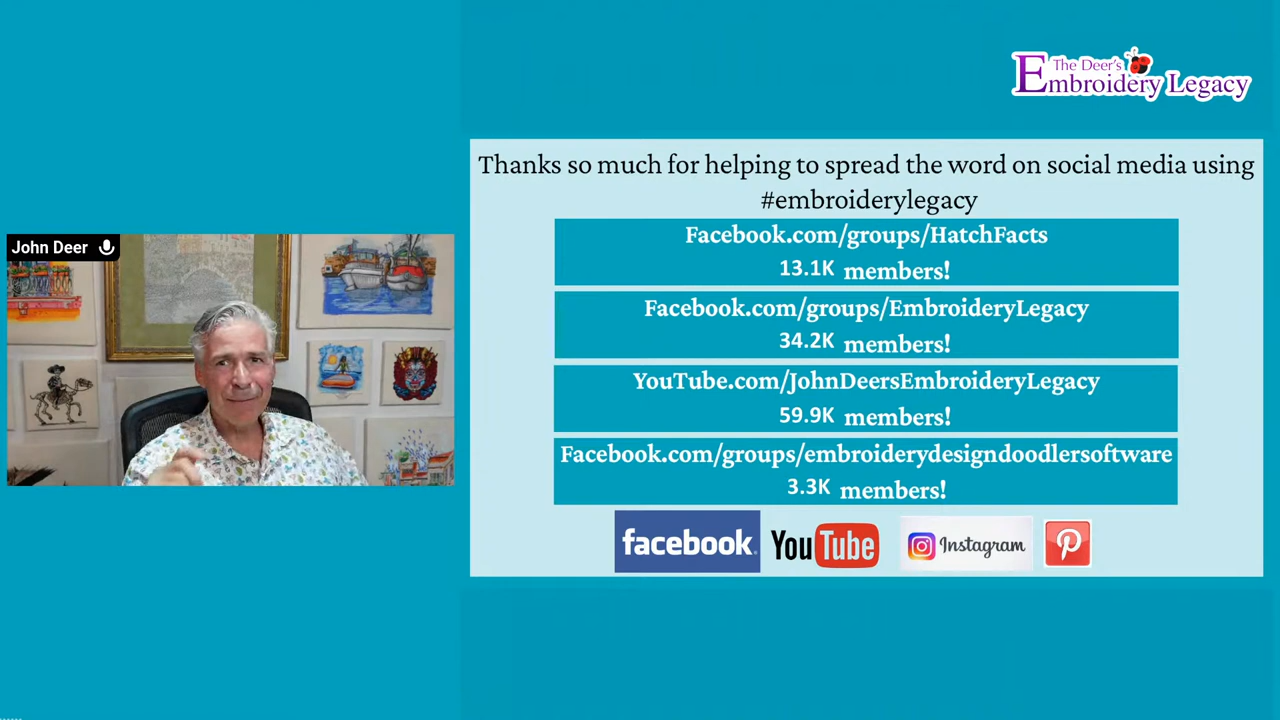 The Deer's
Embroidery Legacy
Thanks so much for helping to spread the word on social media using
#embroiderylegacy
Facebook.com/groups/HatchFacts
13.1K members!
Facebook.com/groups/EmbroideryLegacy
34.2K members!
YouTube.com/JohnDeersEmbroideryLegacy
59.9K members!
Facebook.com/groups/embroiderydesigndoodlersoftware
3.3K members!
facebook.
YouTube
Instagram
John Deer